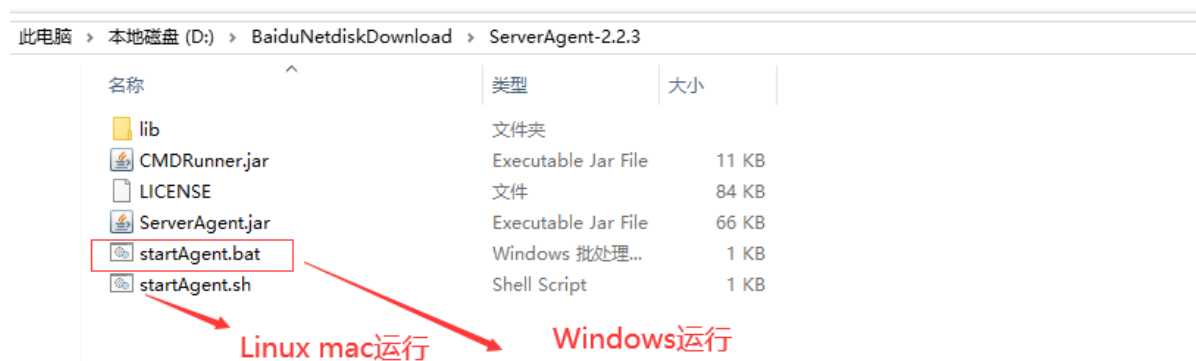 此电脑 › 本地磁盘 (D:) › BaiduNetdiskDownload › ServerAgent-2.2.3
名称 类型 大小
lib 文件夹
CMDRunner.jar Executable Jar File 11 KB
LICENSE 文件 84 KB
ServerAgent.jar Executable Jar File 66 KB
startAgent.bat Windows 批处理... 1 KB
startAgent.sh Shell Script 1 KB
Linux mac运行 Windows运行